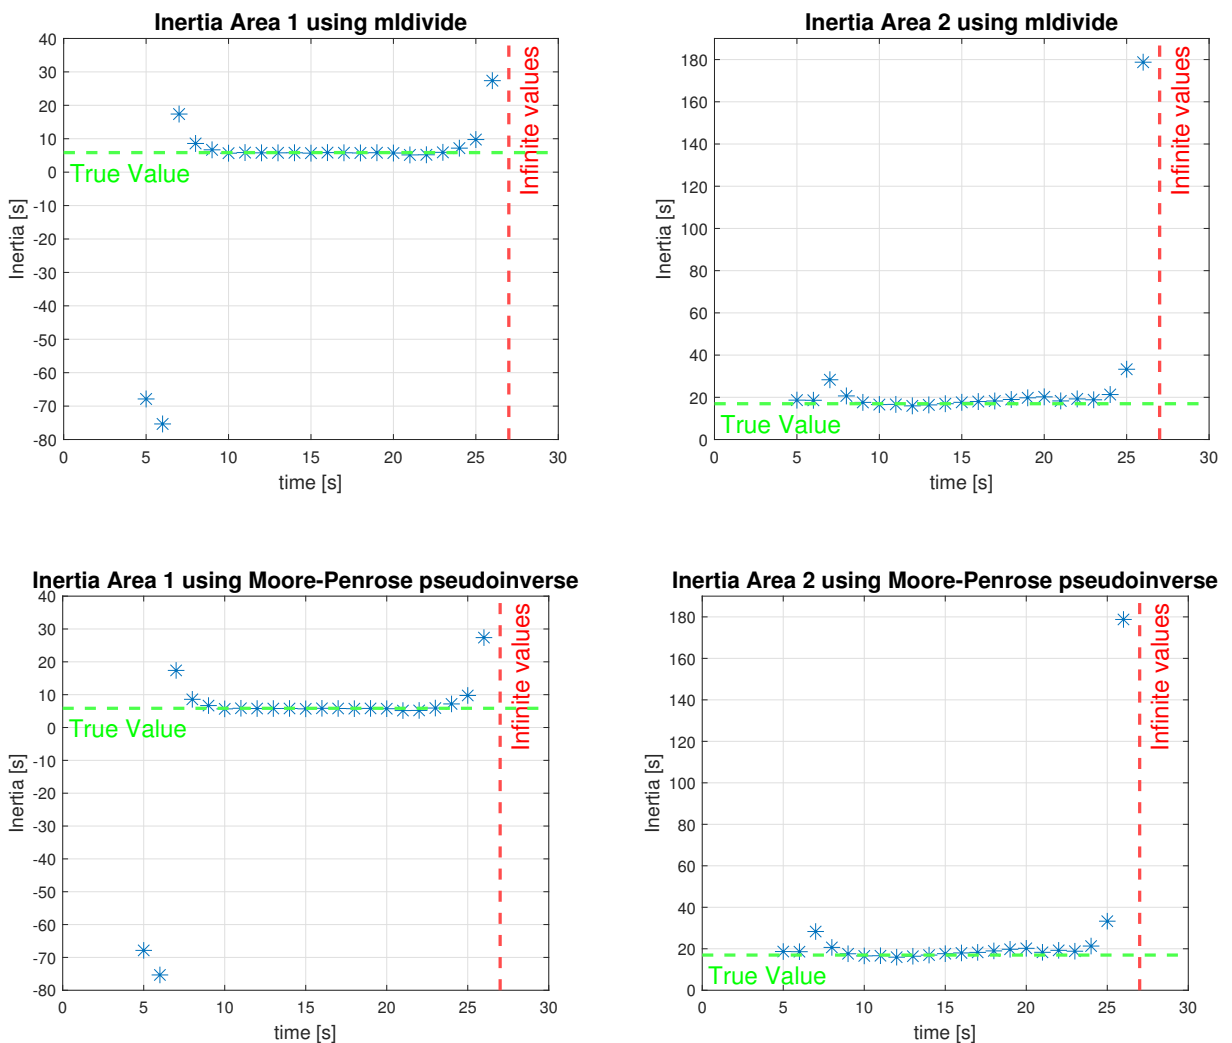 Inertia Area 1 using mldivide
40
30
20
10
0
-10
-20
-30
-40
-50
-60
-70
-80
Inertia [s]
True Value
Infinite values
0 5 10 15 20 25 30
time [s]
Inertia Area 2 using mldivide
180
160
140
120
100
80
60
40
20
0
Inertia [s]
True Value
Infinite values
0 5 10 15 20 25 30
time [s]
Inertia Area 1 using Moore-Penrose pseudoinverse
40
30
20
10
0
-10
-20
-30
-40
-50
-60
-70
-80
Inertia [s]
True Value
Infinite values
0 5 10 15 20 25 30
time [s]
Inertia Area 2 using Moore-Penrose pseudoinverse
180
160
140
120
100
80
60
40
20
0
Inertia [s]
True Value
Infinite values
0 5 10 15 20 25 30
time [s]